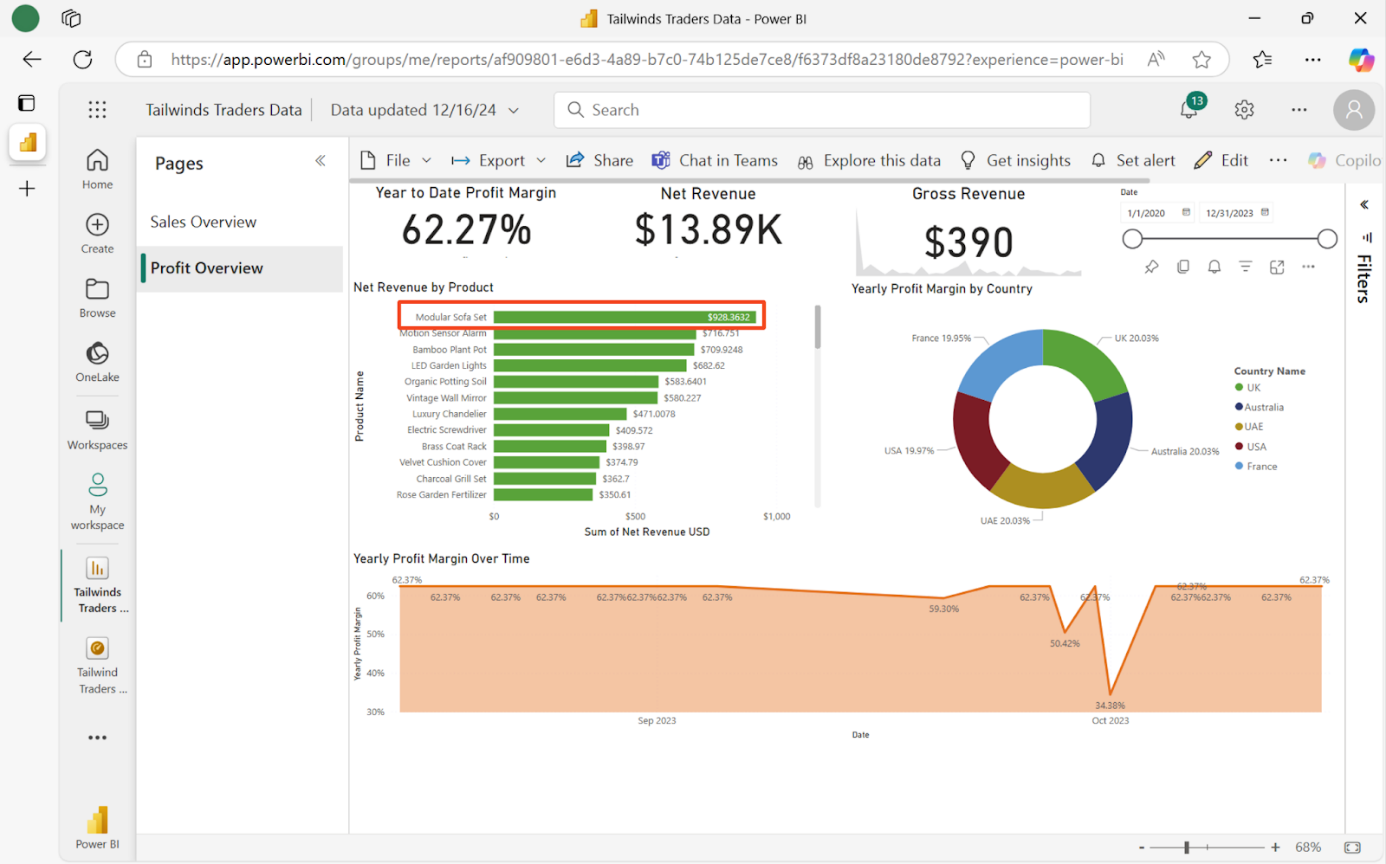 Tailwinds Traders Data - Power BI
https://app.powerbi.com/groups/me/reports/af909801-e6d3-4a89-b7c0-74b125de7ce8/f6373df8a23180de8792?experience=power-bi
Tailwinds Traders Data
Data updated 12/16/24
Search
13
Home
Create
Browse
OneLake
Workspaces
My
workspace
Tailwinds
Traders ...
Tailwind
Traders ...
Power BI
Pages
Sales Overview
Profit Overview
File
Export
Share
Chat in Teams
Explore this data
Get insights
Set alert
Edit
Copilo
Year to Date Profit Margin
62.27%
Net Revenue
$13.89K
Gross Revenue
$390
Date
1/1/2020
12/31/2023
Filters
Net Revenue by Product
Product Name
Modular Sofa Set $928.3632
Motion Sensor Alarm $716.751
Bamboo Plant Pot $709.9248
LED Garden Lights $682.62
Organic Potting Soil $583.6401
Vintage Wall Mirror $580.227
Luxury Chandelier $471.0078
Electric Screwdriver $409.572
Brass Coat Rack $398.97
Velvet Cushion Cover $374.79
Charcoal Grill Set $362.7
Rose Garden Fertilizer $350.61
$0 $500 $1,000
Sum of Net Revenue USD
Yearly Profit Margin by Country
France 19.95%
UK 20.03%
USA 19.97%
Australia 20.03%
UAE 20.03%
Country Name
UK
Australia
UAE
USA
France
Yearly Profit Margin Over Time
Yearly Profit Margin
60%
50%
40%
30%
62.37% 62.37% 62.37%
62.37% 62.37% 62.37% 62.37%62.37%62.37% 62.37% 62.37% 62.37% 62.37%62.37% 62.37%
59.30%
50.42%
34.38%
Sep 2023 Oct 2023
Date
68%